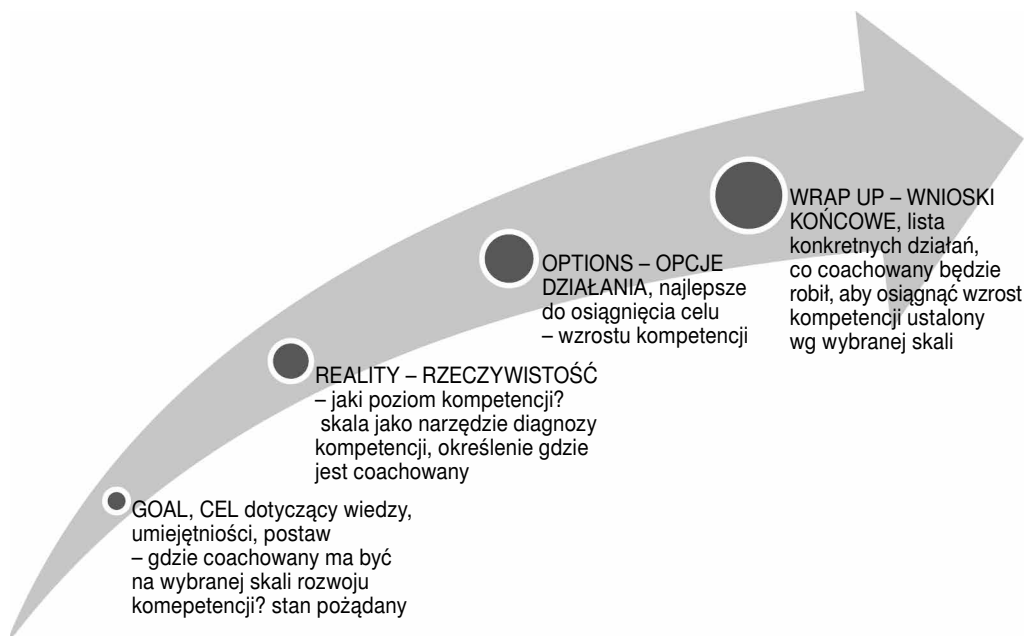 WRAP UP – WNIOSKI
KOŃCOWE, lista
konkretnych działań,
co coachowany będzie
robił, aby osiągnąć wzrost
kompetencji ustalony
wg wybranej skali
OPTIONS – OPCJE
DZIAŁANIA, najlepsze
do osiągnięcia celu
– wzrostu kompetencji
REALITY – RZECZYWISTOŚĆ
– jaki poziom kompetencji?
skala jako narzędzie diagnozy
kompetencji, określenie gdzie
jest coachowany
GOAL, CEL dotyczący wiedzy,
umiejętności, postaw
– gdzie coachowany ma być
na wybranej skali rozwoju
komepetencji? stan pożądany